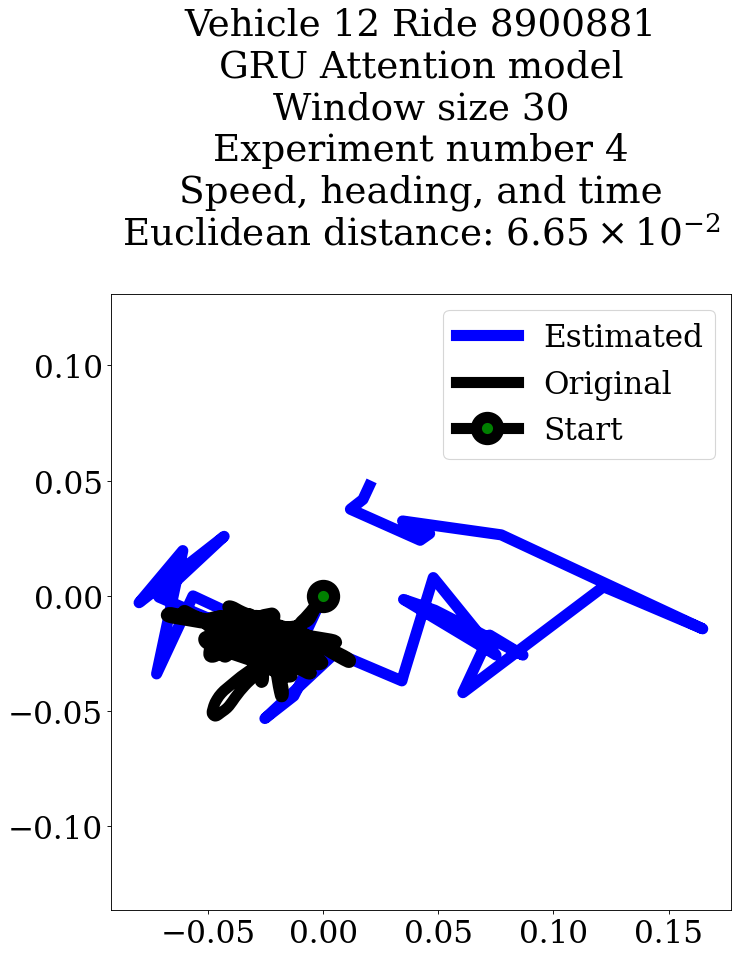 Vehicle 12 Ride 8900881
GRU Attention model
Window size 30
Experiment number 4
Speed, heading, and time
Euclidean distance: 6.65 × 10⁻²
Estimated
Original
Start
0.10
0.05
0.00
−0.05
−0.10
−0.05 0.00 0.05 0.10 0.15